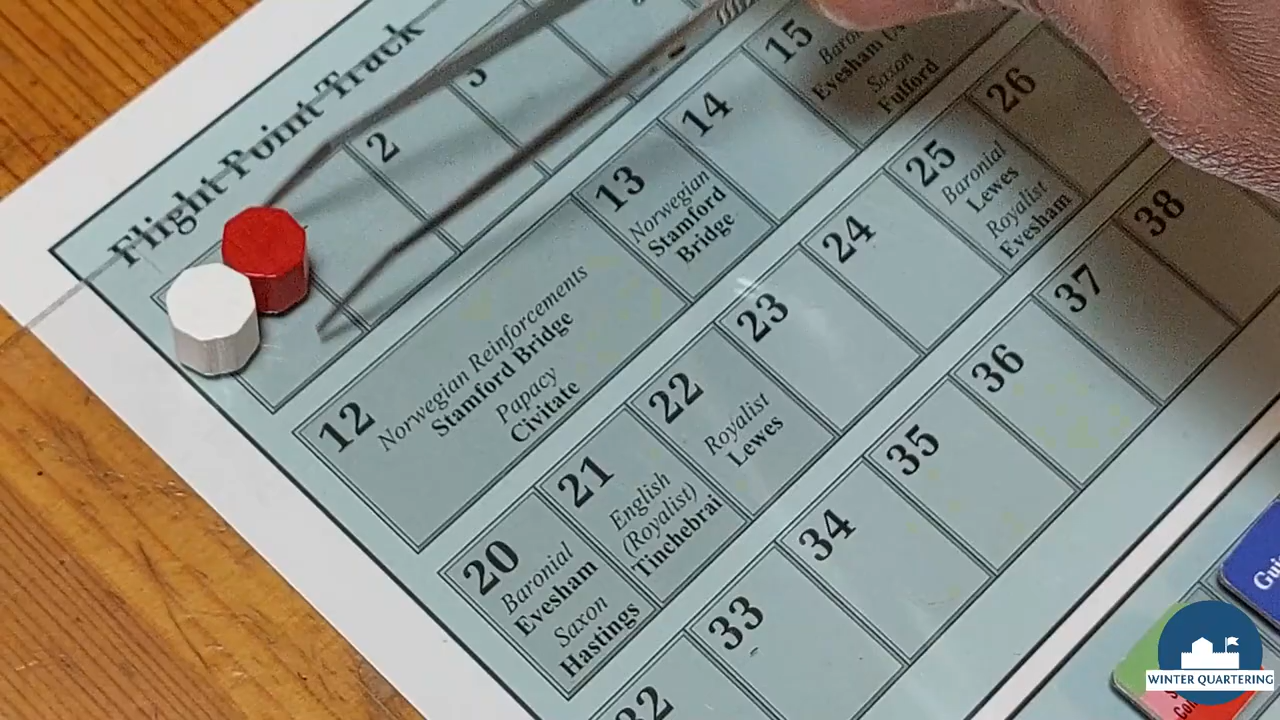 Flight Point Track
2
3
12
Norwegian Reinforcements
Stamford Bridge
Papacy
Civitate
13
Norwegian
Stamford
Bridge
14
15
Evesham
Saxon
Fulford
20
Baronial
Evesham
Saxon
Hastings
21
English
(Royalist)
Tinchebrai
22
Royalist
Lewes
23
24
25
Baronial
Lewes
Royalist
Evesham
26
32
33
34
35
36
37
38
WINTER QUARTERING